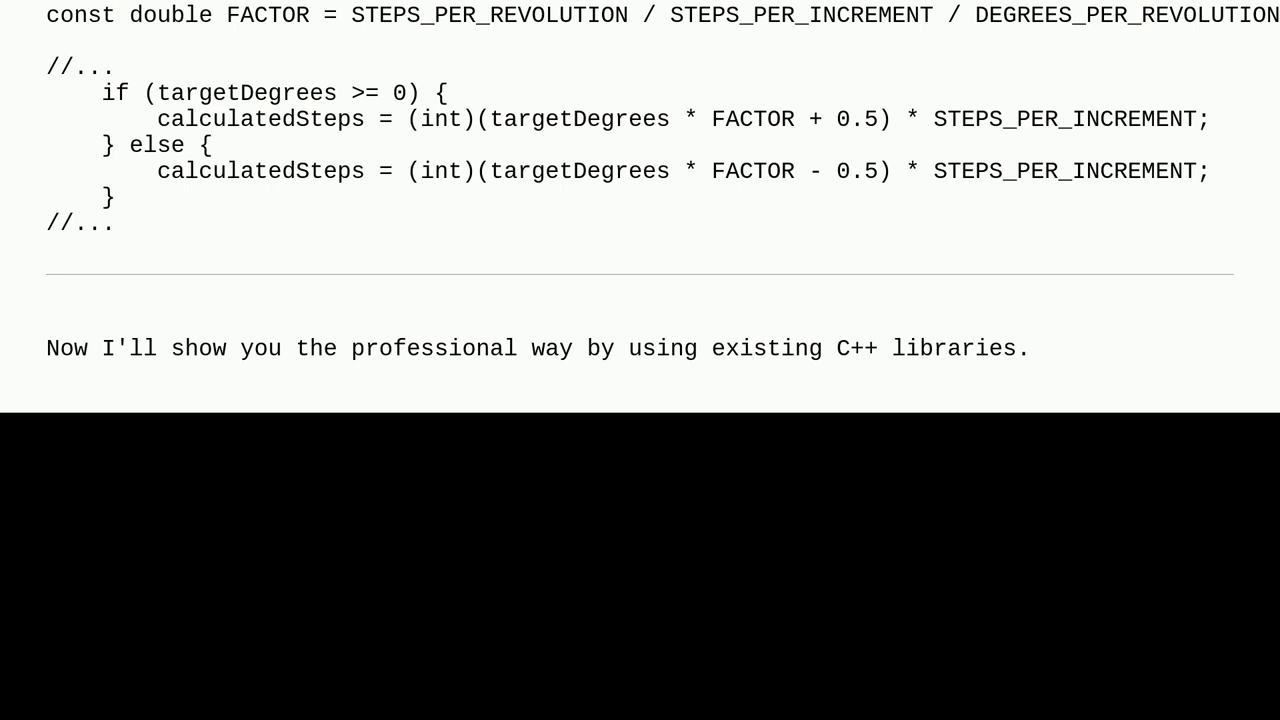 const double FACTOR = STEPS_PER_REVOLUTION / STEPS_PER_INCREMENT / DEGREES_PER_REVOLUTION
//...
    if (targetDegrees >= 0) {
        calculatedSteps = (int)(targetDegrees * FACTOR + 0.5) * STEPS_PER_INCREMENT;
    } else {
        calculatedSteps = (int)(targetDegrees * FACTOR - 0.5) * STEPS_PER_INCREMENT;
    }
//...
Now I'll show you the professional way by using existing C++ libraries.